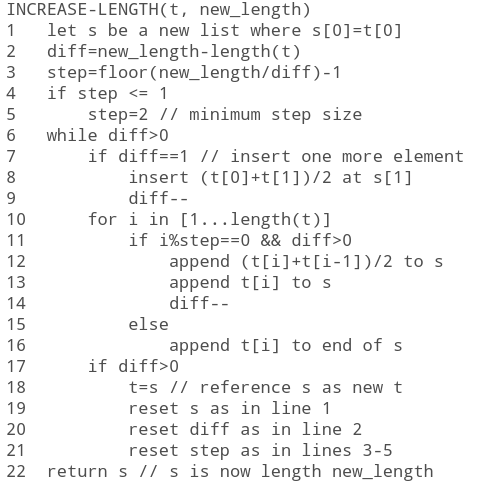 INCREASE-LENGTH(t, new_length)
1 let s be a new list where s[0]=t[0]
2 diff=new_length-length(t)
3 step=floor(new_length/diff)-1
4 if step <= 1
5 step=2 // minimum step size
6 while diff>0
7 if diff==1 // insert one more element
8 insert (t[0]+t[1])/2 at s[1]
9 diff--
10 for i in [1...length(t)]
11 if i%step==0 && diff>0
12 append (t[i]+t[i-1])/2 to s
13 append t[i] to s
14 diff--
15 else
16 append t[i] to end of s
17 if diff>0
18 t=s // reference s as new t
19 reset s as in line 1
20 reset diff as in line 2
21 reset step as in lines 3-5
22 return s // s is now length new_length